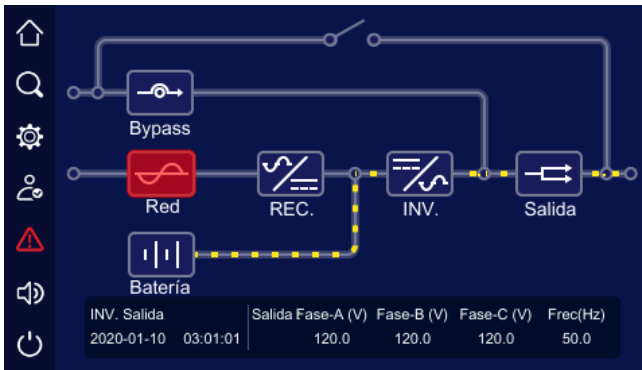 Bypass
Red
REC.
INV.
Salida
Batería
INV. Salida
Salida Fase-A (V) Fase-B (V) Fase-C (V) Frec(Hz)
2020-01-10 03:01:01
120.0 120.0 120.0 50.0